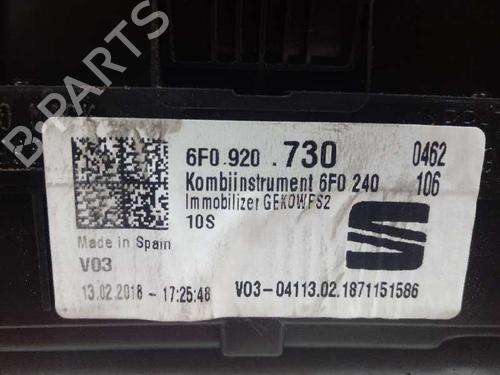 6F0.920 .730 0462
Kombiinstrument 6F0 240 106
Immobilizer GEKOWFS2
10S
Made in Spain
V03
13.02.2018 - 17:25:48 V03-04113.02.1871151586